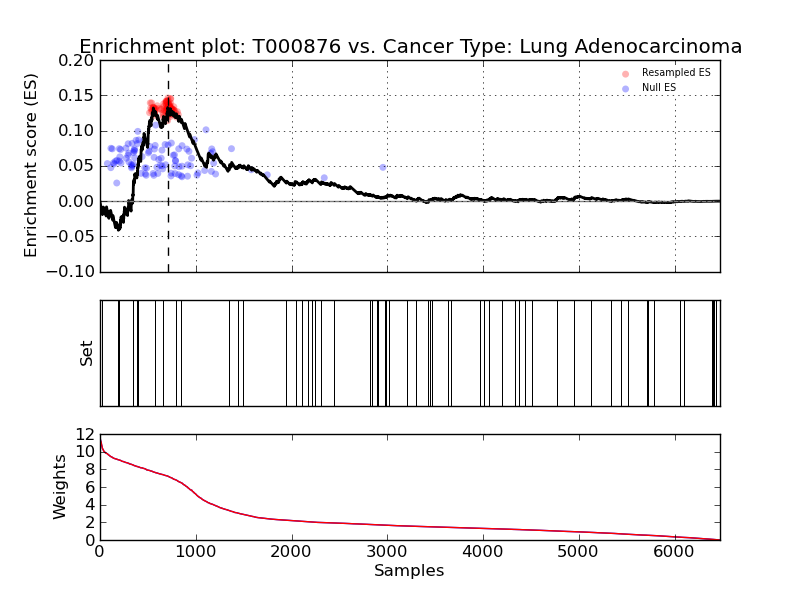 Enrichment plot: T000876 vs. Cancer Type: Lung Adenocarcinoma
Enrichment score (ES)
0.20
0.15
0.10
0.05
0.00
−0.05
−0.10
Resampled ES
Null ES
Set
Weights
12
10
8
6
4
2
0
0 1000 2000 3000 4000 5000 6000
Samples